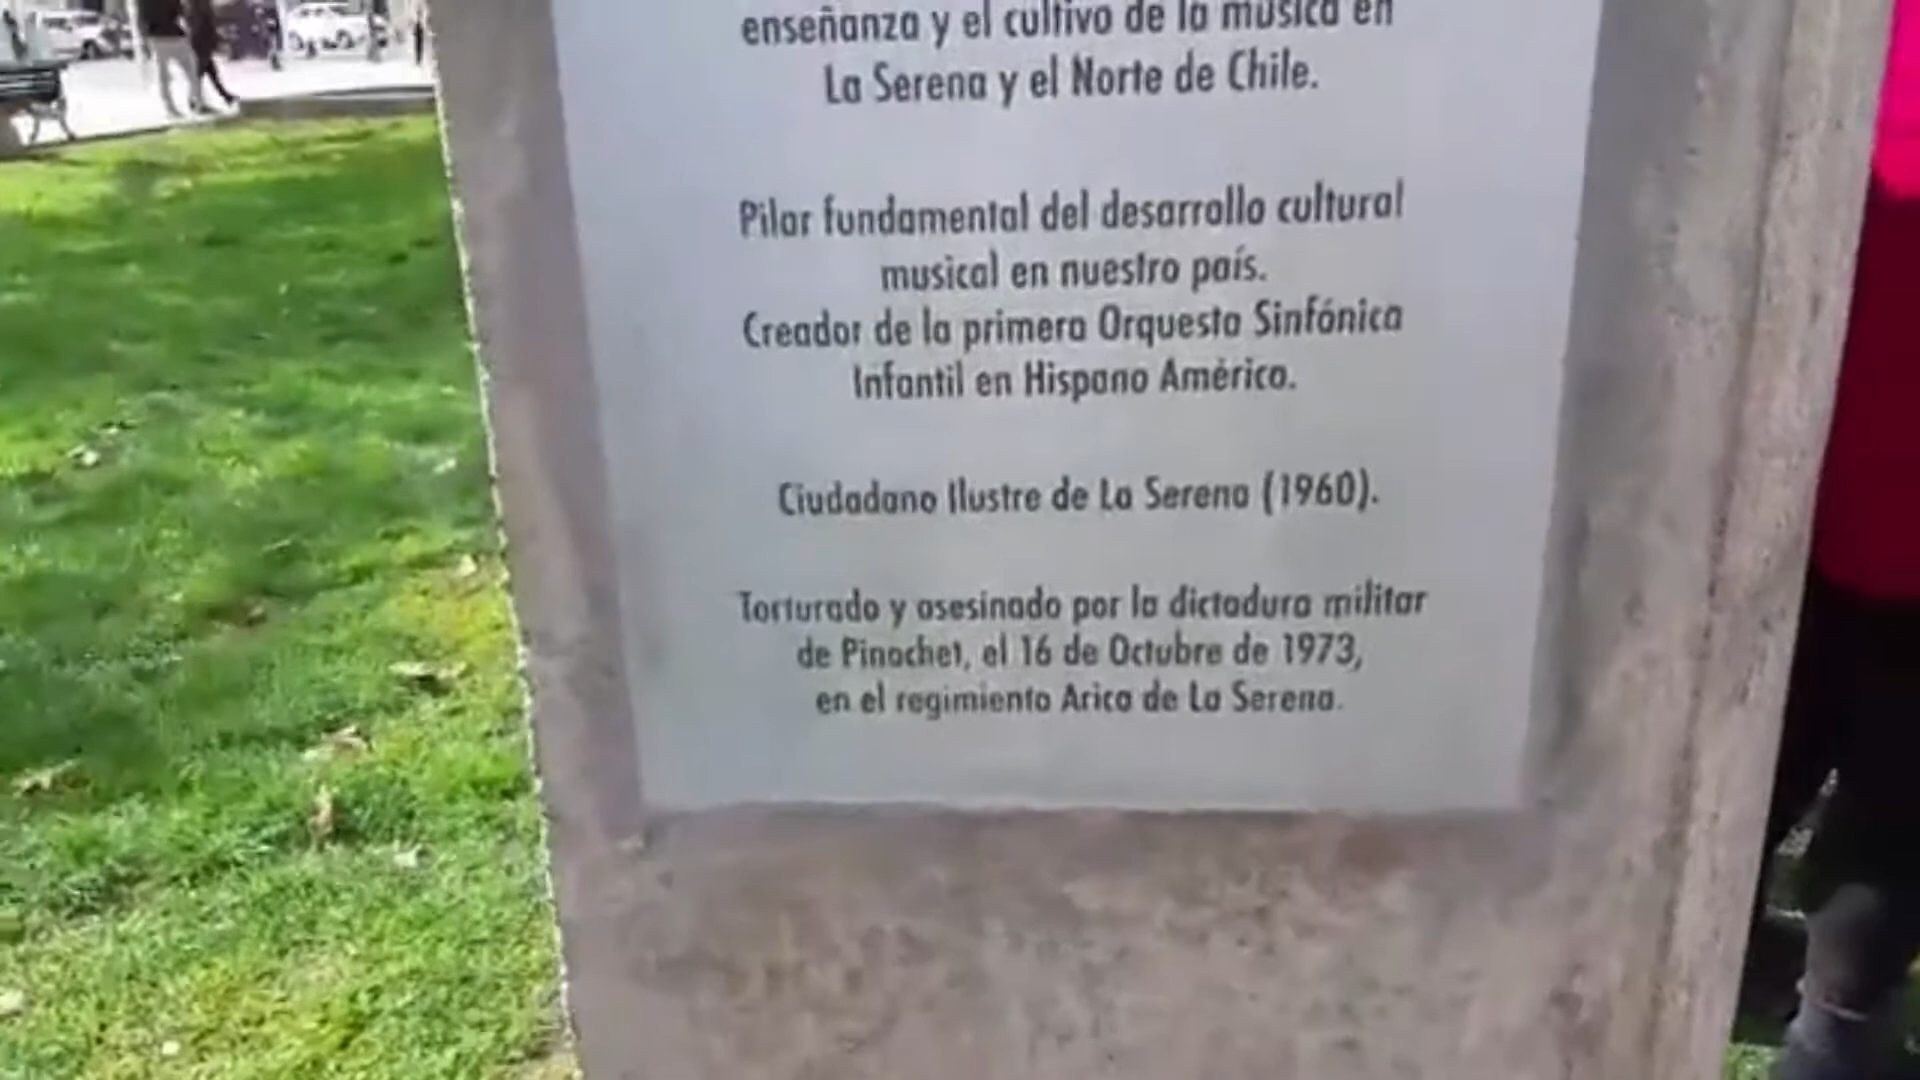 enseñanza y el cultivo de la música en
La Serena y el Norte de Chile.
Pilar fundamental del desarrollo cultural
musical en nuestro país.
Creador de la primera Orquesta Sinfónica
Infantil en Hispano América.
Ciudadano Ilustre de La Serena (1960).
Torturado y asesinado por la dictadura militar
de Pinochet, el 16 de Octubre de 1973,
en el regimiento Arica de La Serena.